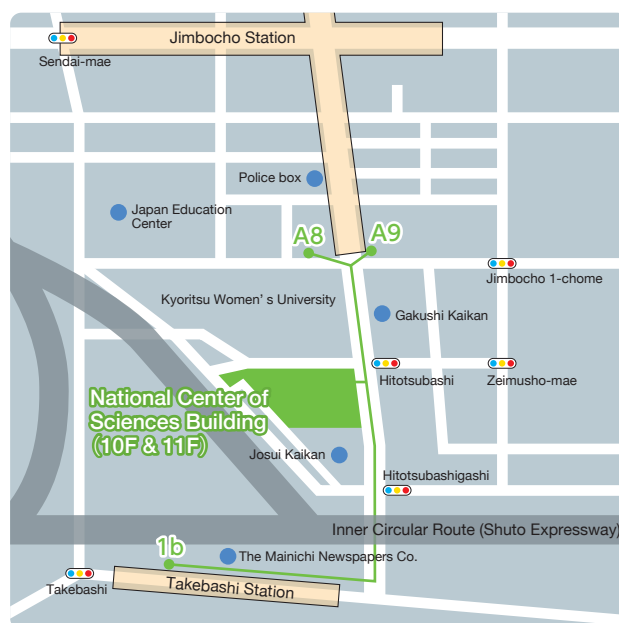 Jimbocho Station
Sendai-mae
Police box
Japan Education
Center
A8
A9
Jimbocho 1-chome
Kyoritsu Women’ s University
Gakushi Kaikan
Hitotsubashi
Zeimusho-mae
National Center of
Sciences Building
(10F & 11F)
Josui Kaikan
Hitotsubashigashi
Inner Circular Route (Shuto Expressway)
1b
The Mainichi Newspapers Co.
Takebashi
Takebashi Station